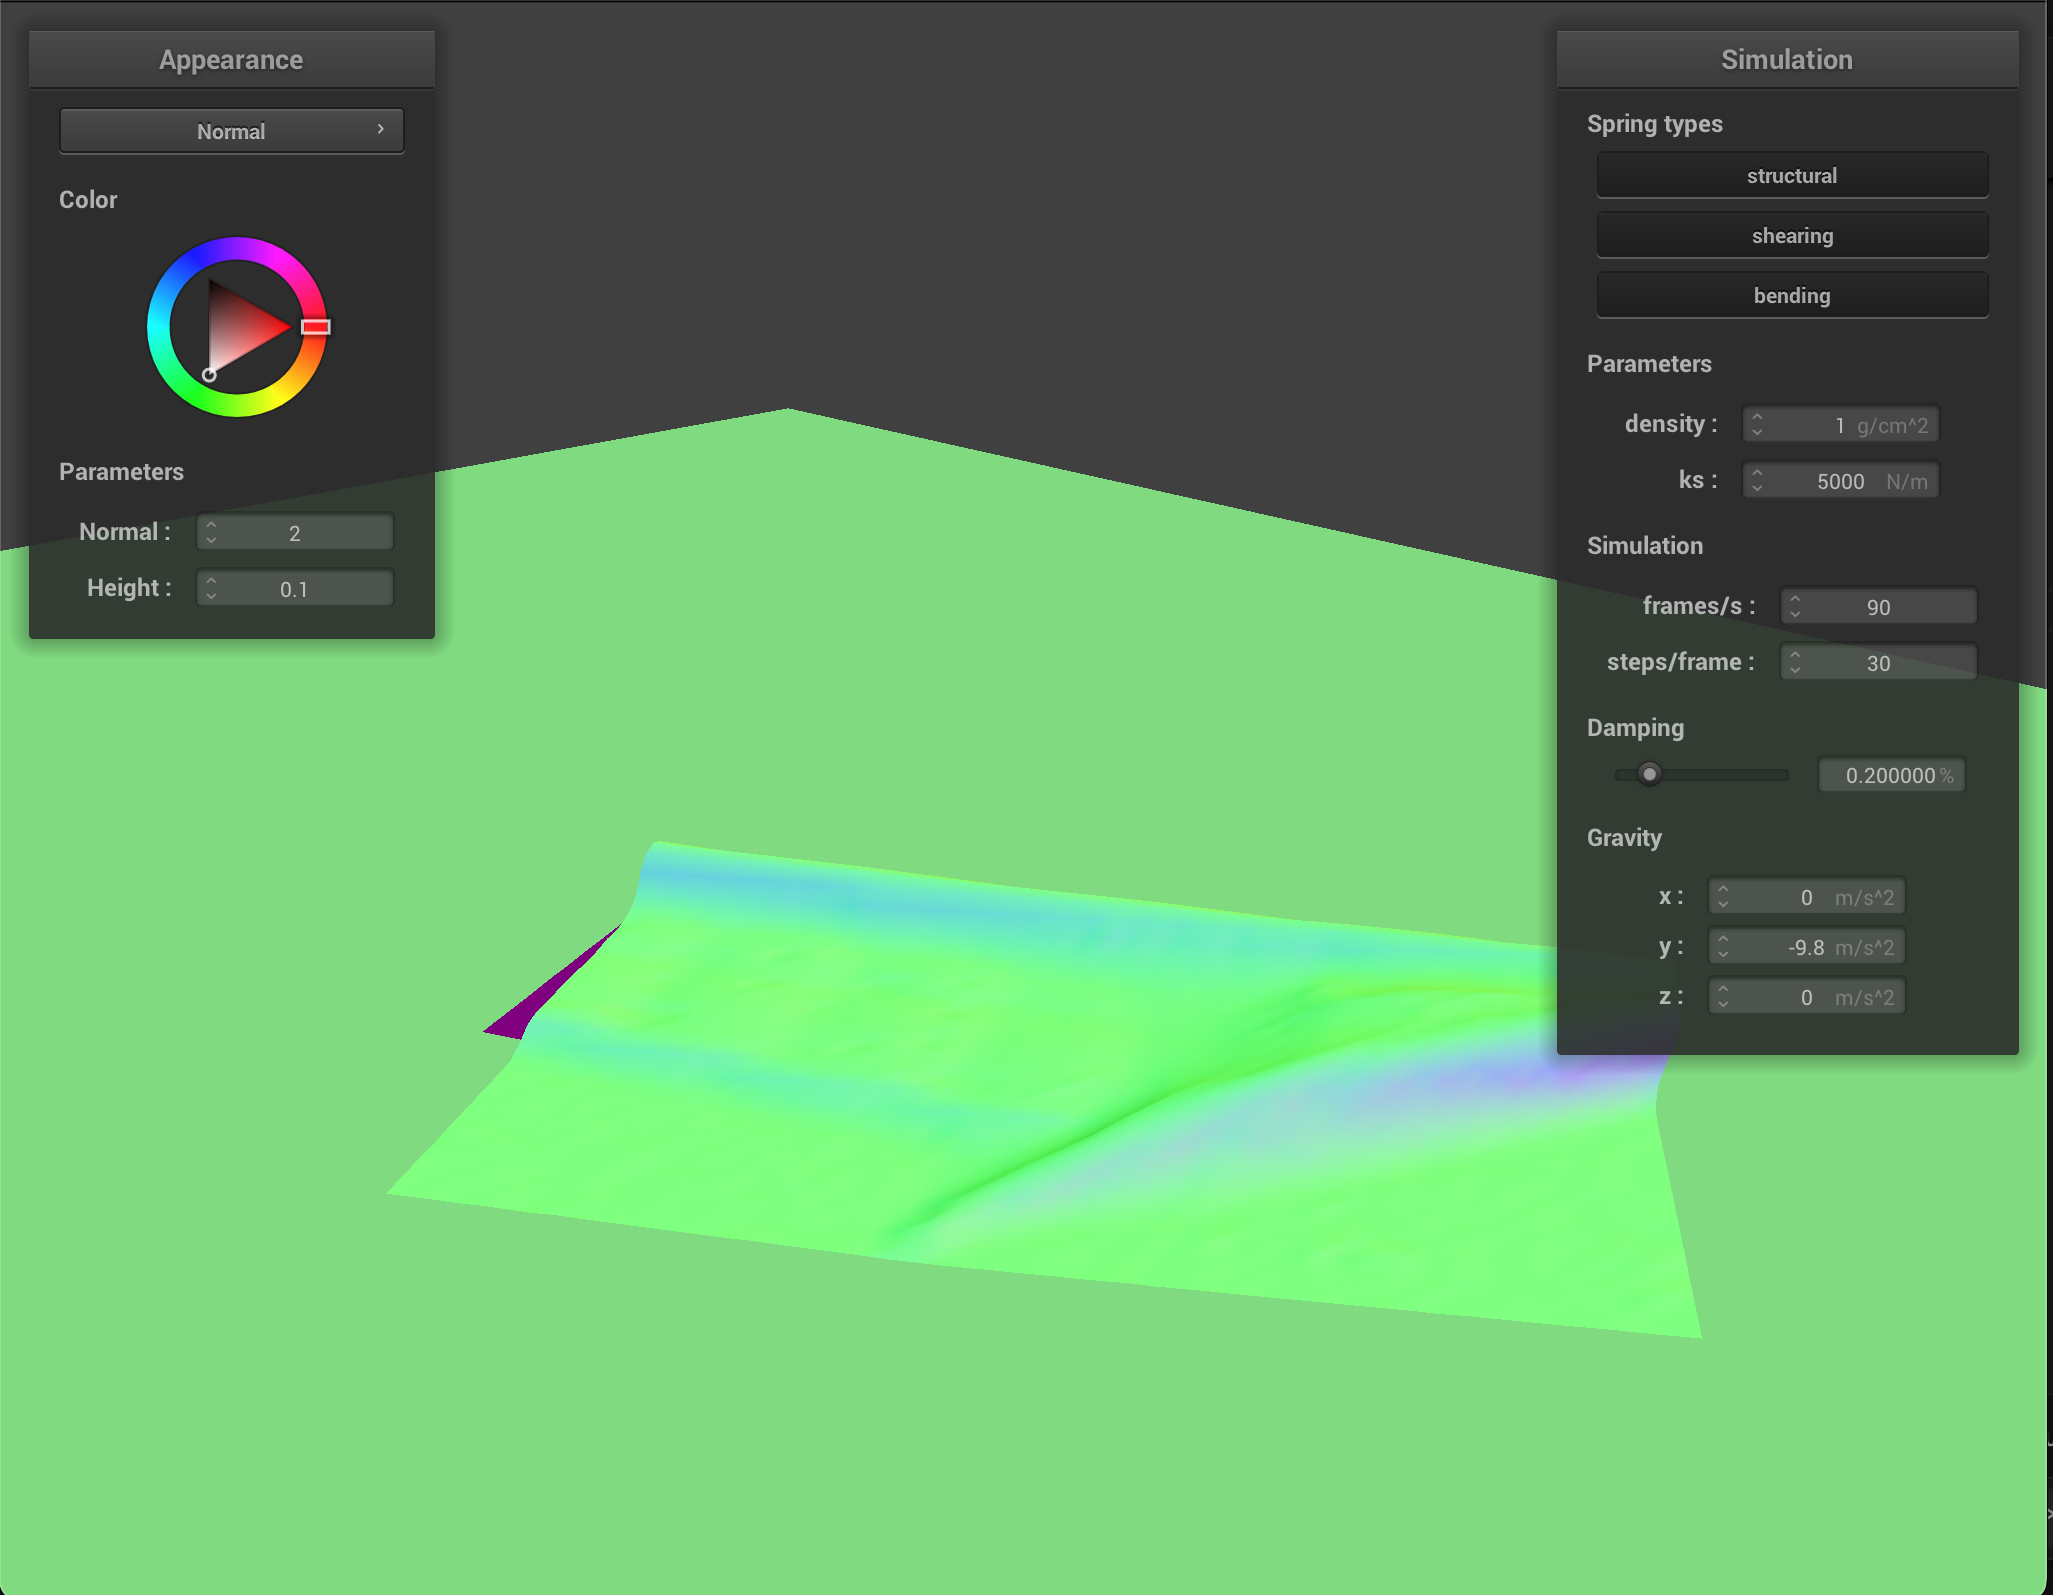 Appearance
Normal
Color
Parameters
Normal : 2
Height : 0.1
Simulation
Spring types
structural
shearing
bending
Parameters
density : 1 g/cm^2
ks : 5000 N/m
Simulation
frames/s : 90
steps/frame : 30
Damping
0.200000 %
Gravity
x : 0 m/s^2
y : -9.8 m/s^2
z : 0 m/s^2